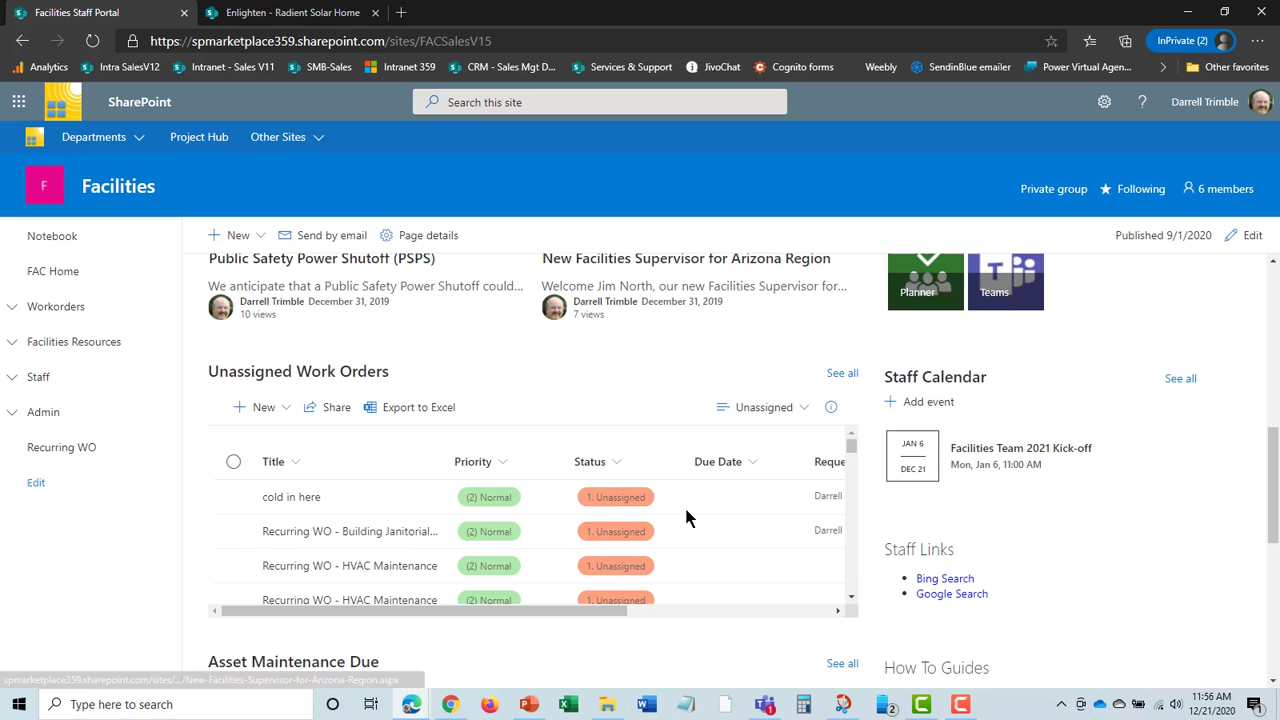 Facilities Staff Portal
Enlighten - Radient Solar Home
https://spmarketplace359.sharepoint.com/sites/FACSalesV15
InPrivate (2)
Analytics
Intra SalesV12
Intranet - Sales V11
SMB-Sales
Intranet 359
CRM - Sales Mgt D...
Services & Support
JivoChat
Cognito forms
Weebly
SendinBlue emailer
Power Virtual Agen...
Other favorites
SharePoint
Search this site
Darrell Trimble
Departments
Project Hub
Other Sites
F
Facilities
Private group
Following
6 members
Notebook
FAC Home
Workorders
Facilities Resources
Staff
Admin
Recurring WO
Edit
New
Send by email
Page details
Published 9/1/2020
Edit
Public Safety Power Shutoff (PSPS)
We anticipate that a Public Safety Power Shutoff could...
Darrell Trimble December 31, 2019
10 views
New Facilities Supervisor for Arizona Region
Welcome Jim North, our new Facilities Supervisor for...
Darrell Trimble December 31, 2019
7 views
Planner
T
Teams
Unassigned Work Orders
See all
New
Share
Export to Excel
Unassigned
Title
Priority
Status
Due Date
Reque
cold in here
(2) Normal
1. Unassigned
Darrell
Recurring WO - Building Janitorial...
(2) Normal
1. Unassigned
Darrell
Recurring WO - HVAC Maintenance
(2) Normal
1. Unassigned
Recurring WO - HVAC Maintenance
(2) Normal
1. Unassigned
Asset Maintenance Due
See all
Staff Calendar
See all
Add event
JAN 6
DEC 21
Facilities Team 2021 Kick-off
Mon, Jan 6, 11:00 AM
Staff Links
Bing Search
Google Search
How To Guides
spmarketplace359.sharepoint.com/sites/.../New-Facilities-Supervisor-for-Arizona-Region.aspx
Type here to search
11:56 AM
12/21/2020